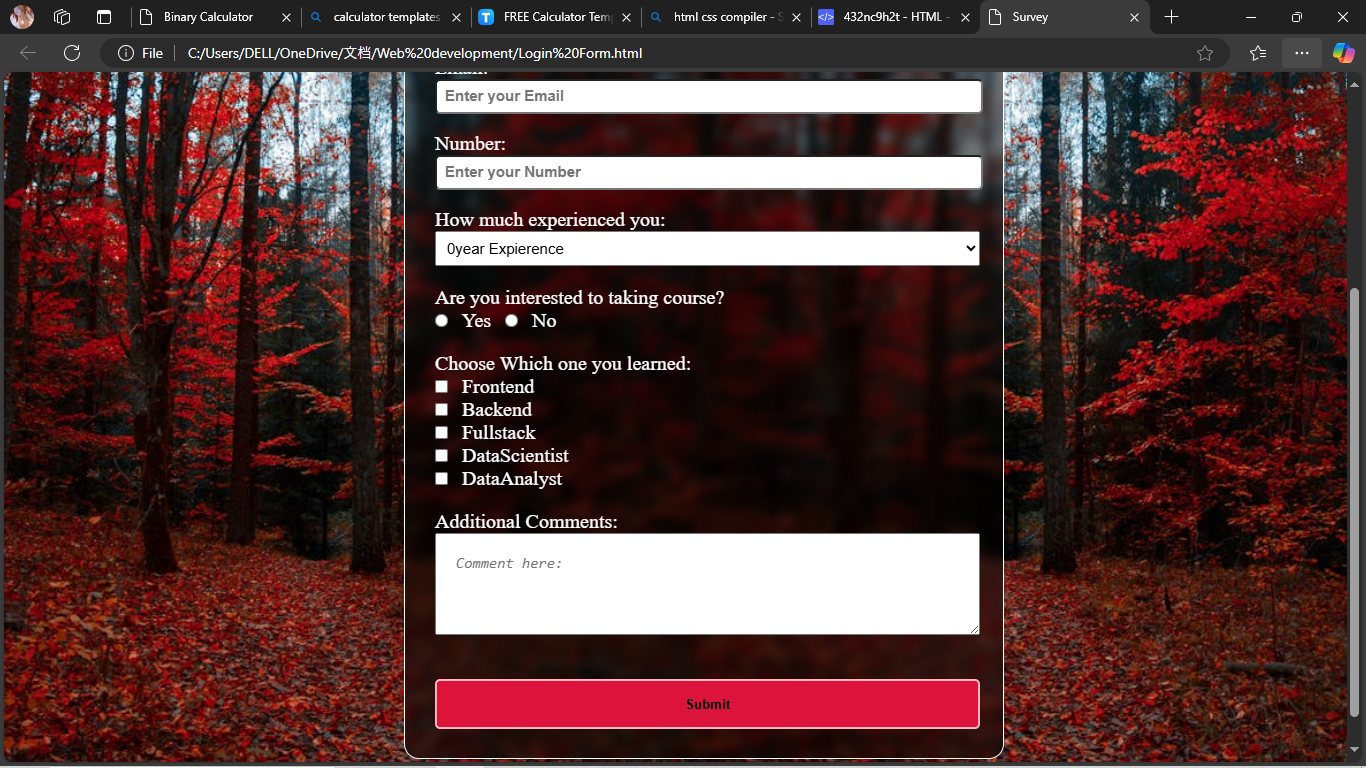 Binary Calculator
calculator templates
FREE Calculator Tem
html css compiler - S
432nc9h2t - HTML -
Survey
File
C:/Users/DELL/OneDrive/文档/Web%20development/Login%20Form.html
Email:
Enter your Email
Number:
Enter your Number
How much experienced you:
0year Expierence
Are you interested to taking course?
Yes No
Choose Which one you learned:
Frontend
Backend
Fullstack
DataScientist
DataAnalyst
Additional Comments:
Comment here:
Submit